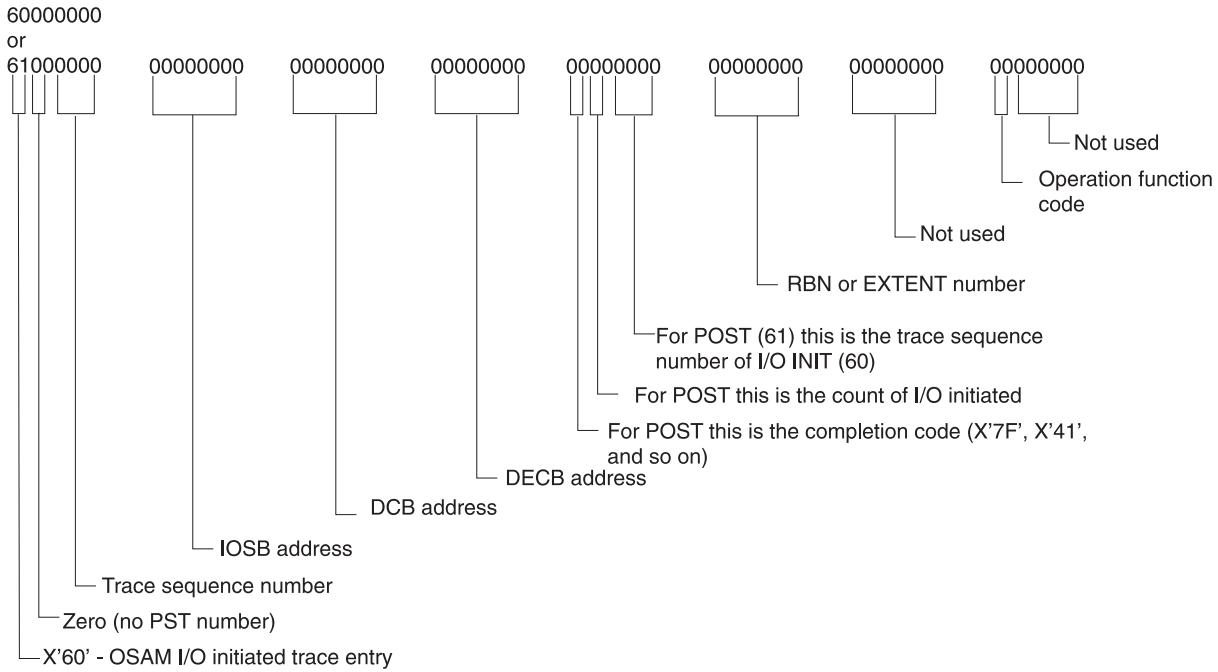 60000000
or
61000000 00000000 00000000 00000000 00000000 00000000 00000000 00000000
Not used
Operation function
code
Not used
RBN or EXTENT number
For POST (61) this is the trace sequence
number of I/O INIT (60)
For POST this is the count of I/O initiated
For POST this is the completion code (X'7F', X'41',
and so on)
DECB address
DCB address
IOSB address
Trace sequence number
Zero (no PST number)
X'60' - OSAM I/O initiated trace entry